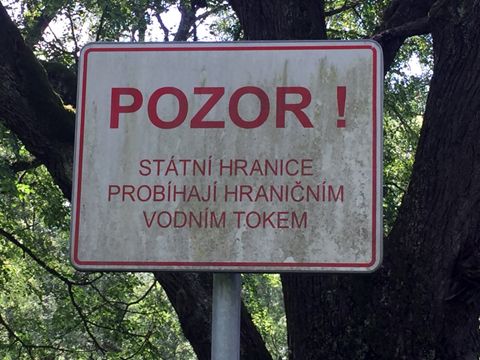 POZOR !
STÁTNÍ HRANICE
PROBÍHAJÍ HRANIČNÍM
VODNÍM TOKEM